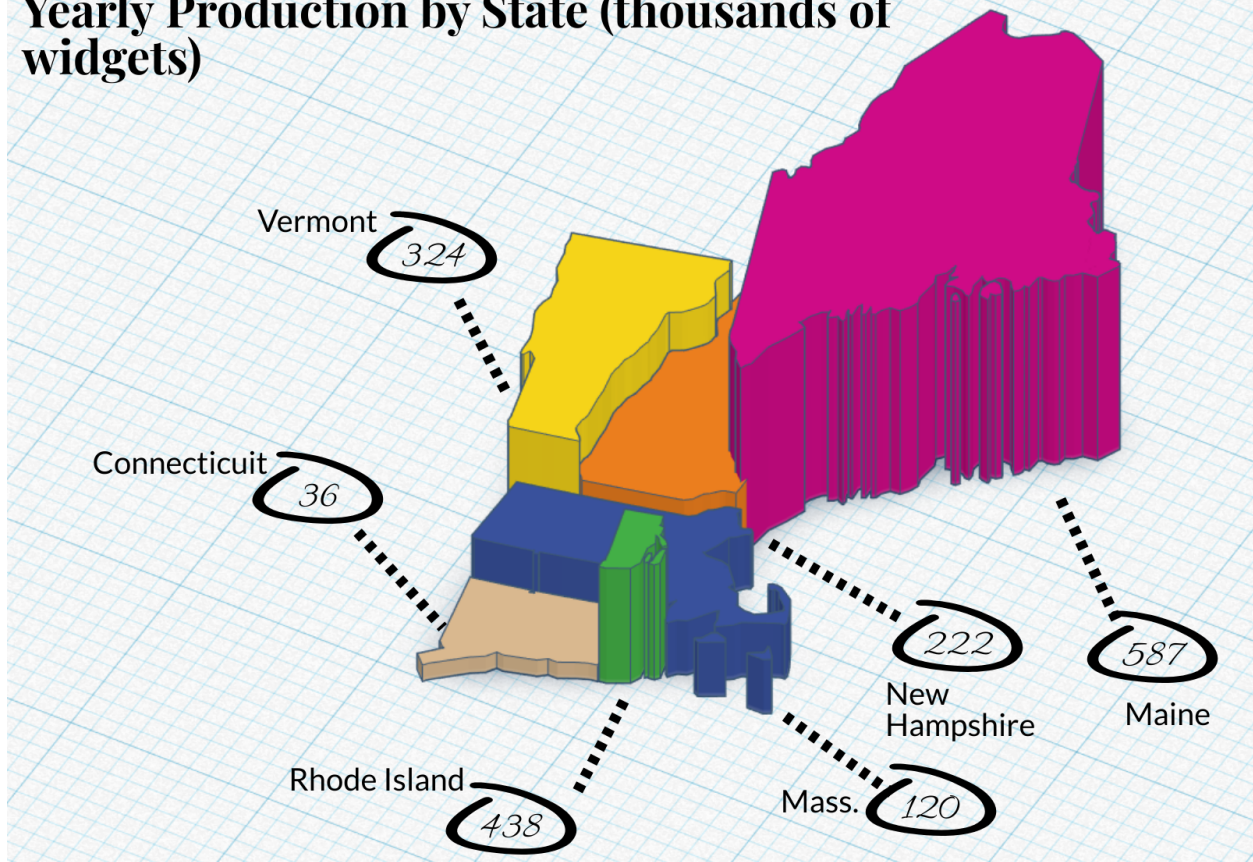 Yearly Production by State (thousands of
widgets)
Vermont
324
Connecticuit
36
222
New
Hampshire
587
Maine
Rhode Island
438
Mass.
120